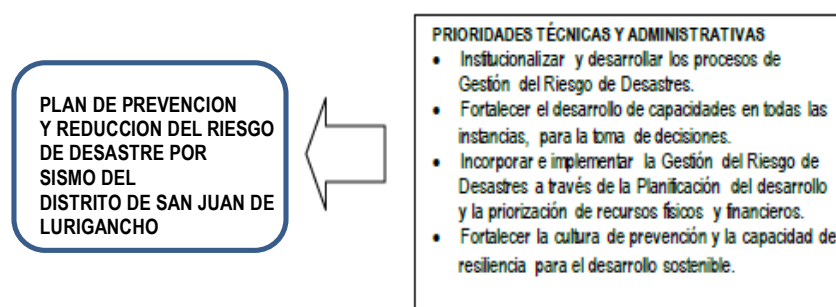 PLAN DE PREVENCION
Y REDUCCION DEL RIESGO
DE DESASTRE POR
SISMO DEL
DISTRITO DE SAN JUAN DE
LURIGANCHO
PRIORIDADES TÉCNICAS Y ADMINISTRATIVAS
• Institucionalizar y desarrollar los procesos de
Gestión del Riesgo de Desastres.
• Fortalecer el desarrollo de capacidades en todas las
instancias, para la toma de decisiones.
• Incorporar e implementar la Gestión del Riesgo de
Desastres a través de la Planificación del desarrollo
y la priorización de recursos físicos y financieros.
• Fortalecer la cultura de prevención y la capacidad de
resiliencia para el desarrollo sostenible.